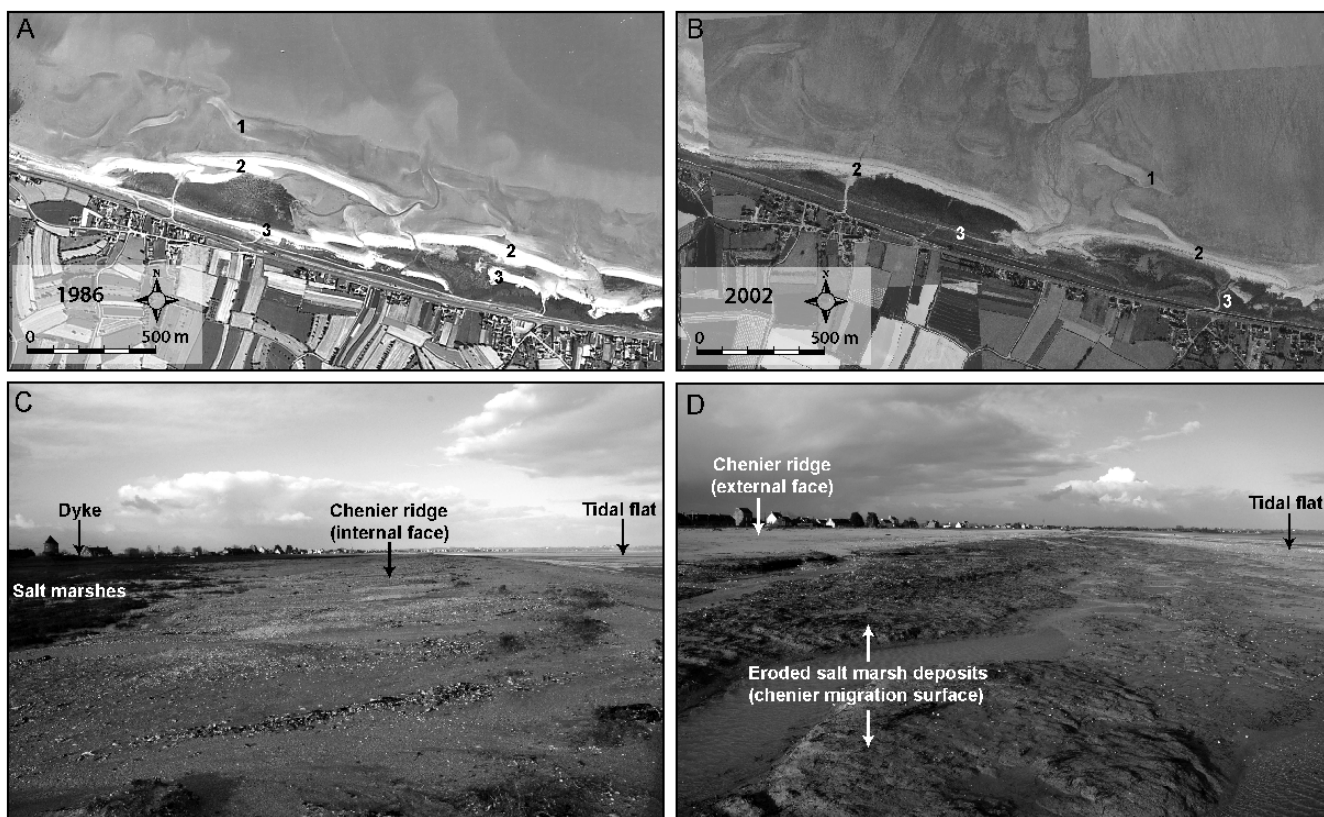 A
1
2
3
2
3
1986
N
0
500 m
B
1
2
3
2
3
2002
N
0
500 m
C
Dyke
Chenier ridge
(internal face)
Tidal flat
Salt marshes
D
Chenier ridge
(external face)
Tidal flat
Eroded salt marsh deposits
(chenier migration surface)